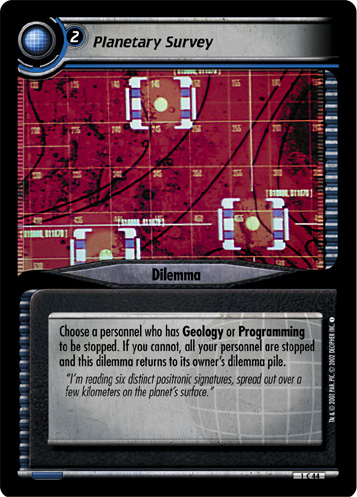 2
Planetary Survey
Dilemma
Choose a personnel who has Geology or Programming
to be stopped. If you cannot, all your personnel are stopped
and this dilemma returns to its owner's dilemma pile.
"I'm reading six distinct positronic signatures, spread out over a
few kilometers on the planet's surface."
TM & © 2002 PAR. PIC. © 2002 DECIPHER INC.
1 C 44